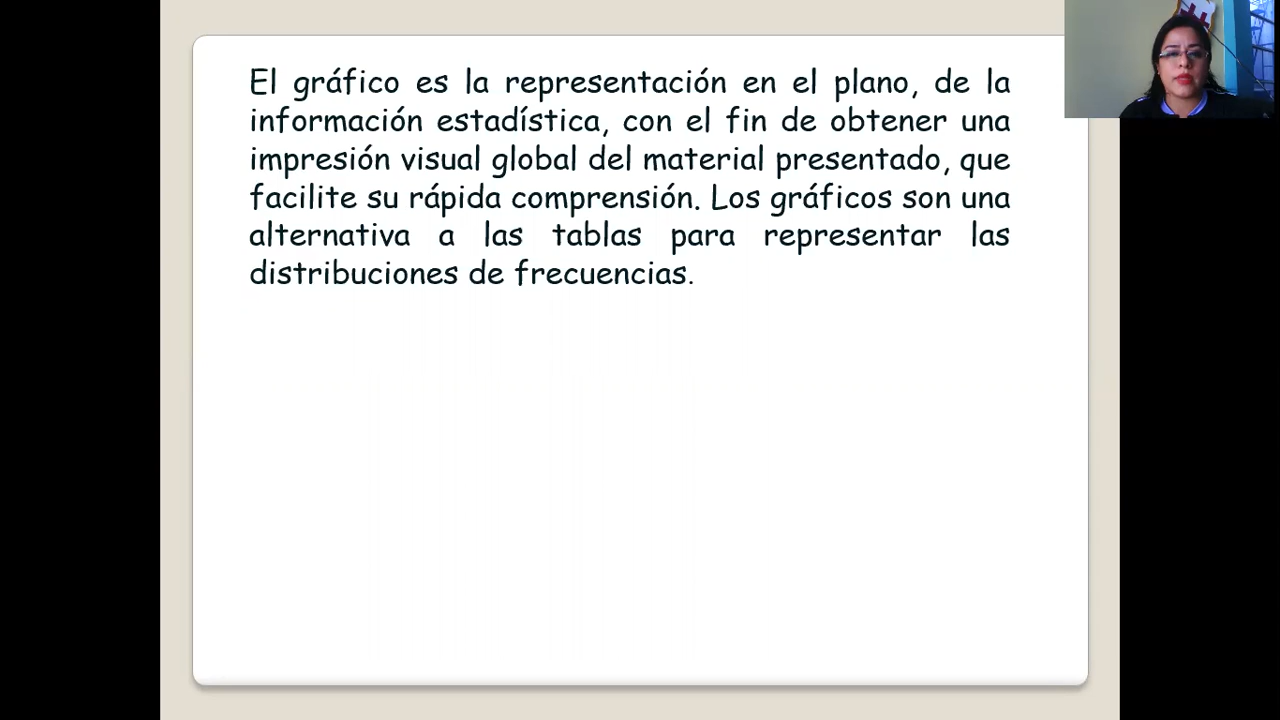 El gráfico es la representación en el plano, de la
información estadística, con el fin de obtener una
impresión visual global del material presentado, que
facilite su rápida comprensión. Los gráficos son una
alternativa a las tablas para representar las
distribuciones de frecuencias.